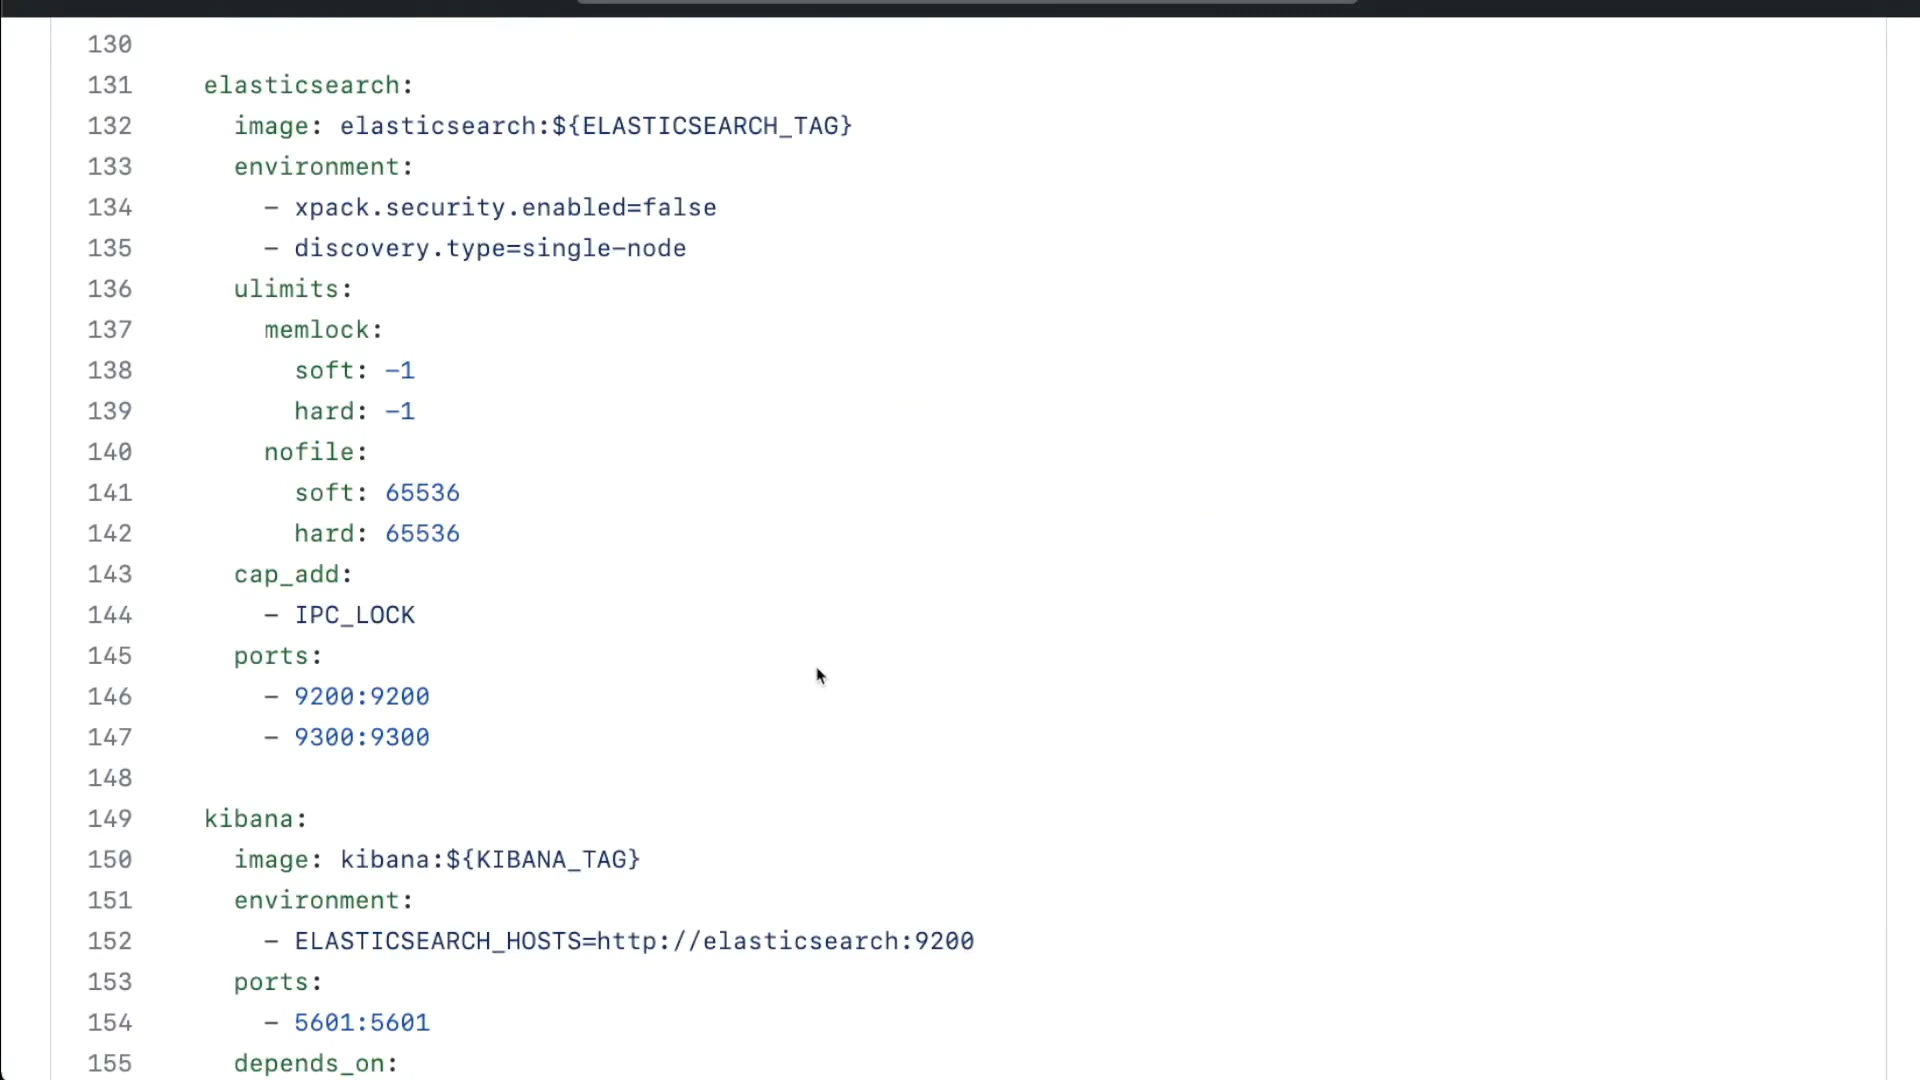 130
131 elasticsearch:
132 image: elasticsearch:${ELASTICSEARCH_TAG}
133 environment:
134 - xpack.security.enabled=false
135 - discovery.type=single-node
136 ulimits:
137 memlock:
138 soft: -1
139 hard: -1
140 nofile:
141 soft: 65536
142 hard: 65536
143 cap_add:
144 - IPC_LOCK
145 ports:
146 - 9200:9200
147 - 9300:9300
148
149 kibana:
150 image: kibana:${KIBANA_TAG}
151 environment:
152 - ELASTICSEARCH_HOSTS=http://elasticsearch:9200
153 ports:
154 - 5601:5601
155 depends_on: